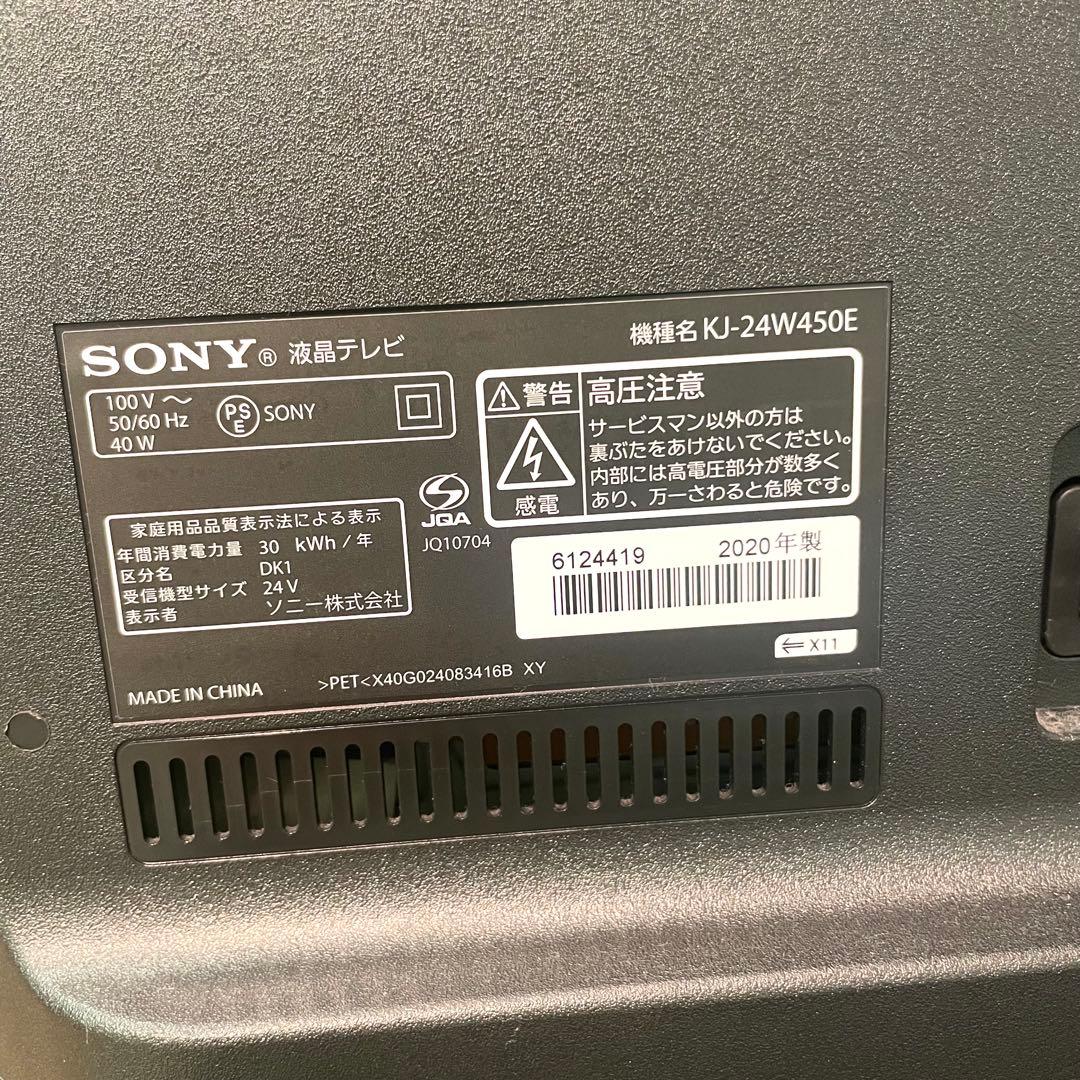 SONY® 液晶テレビ
機種名 KJ-24W450E
100 V ～
50/60 Hz
40 W
PS
E
SONY
警告
高圧注意
サービスマン以外の方は
裏ぶたをあけないでください。
内部には高電圧部分が数多く
あり、万一さわると危険です。
感電
JQA
JQ10704
家庭用品品質表示法による表示
年間消費電力量 30 kWh / 年
区分名 DK1
受信機型サイズ 24 V
表示者 ソニー株式会社
6124419 2020年製
⇐ X11
MADE IN CHINA >PET<X40G024083416B XY